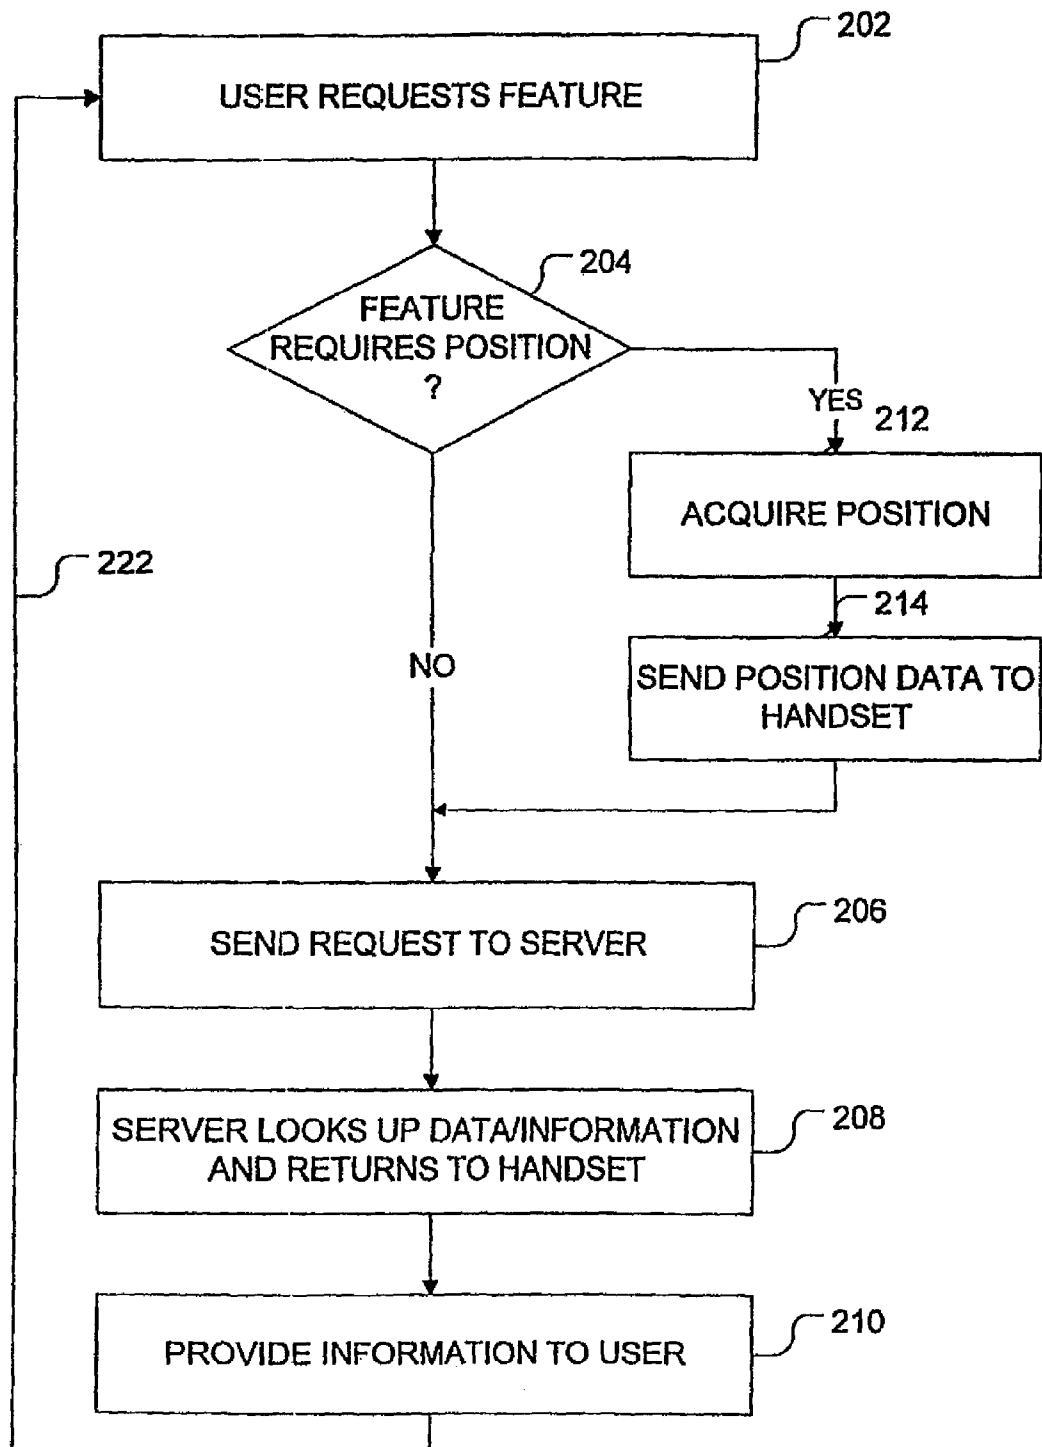 202
USER REQUESTS FEATURE
204
FEATURE
REQUIRES POSITION
?
YES
212
ACQUIRE POSITION
222
214
NO
SEND POSITION DATA TO
HANDSET
206
SEND REQUEST TO SERVER
SERVER LOOKS UP DATA/INFORMATION
AND RETURNS TO HANDSET
208
210
PROVIDE INFORMATION TO USER